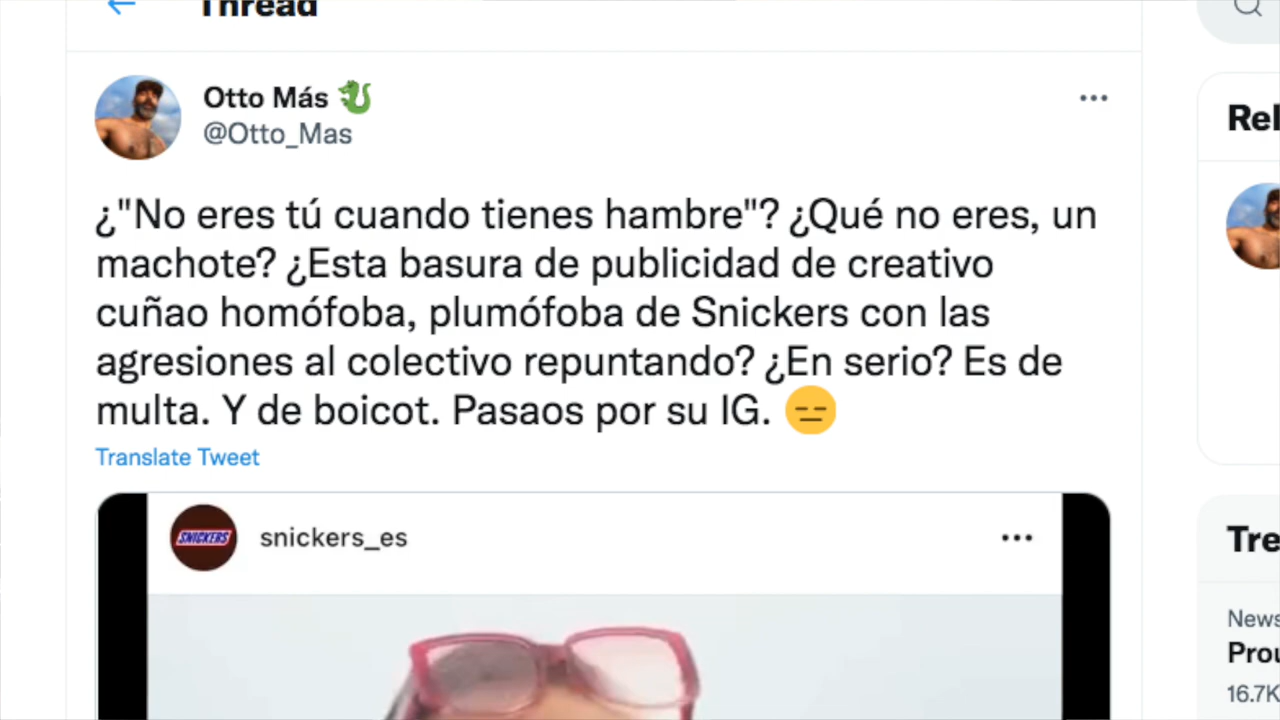 Thread
Otto Más 🐉
@Otto_Mas
¿"No eres tú cuando tienes hambre"? ¿Qué no eres, un
machote? ¿Esta basura de publicidad de creativo
cuñao homófoba, plumófoba de Snickers con las
agresiones al colectivo repuntando? ¿En serio? Es de
multa. Y de boicot. Pasaos por su IG. 😑
Translate Tweet
SNICKERS
snickers_es
Rel
Tre
News
Prou
16.7K